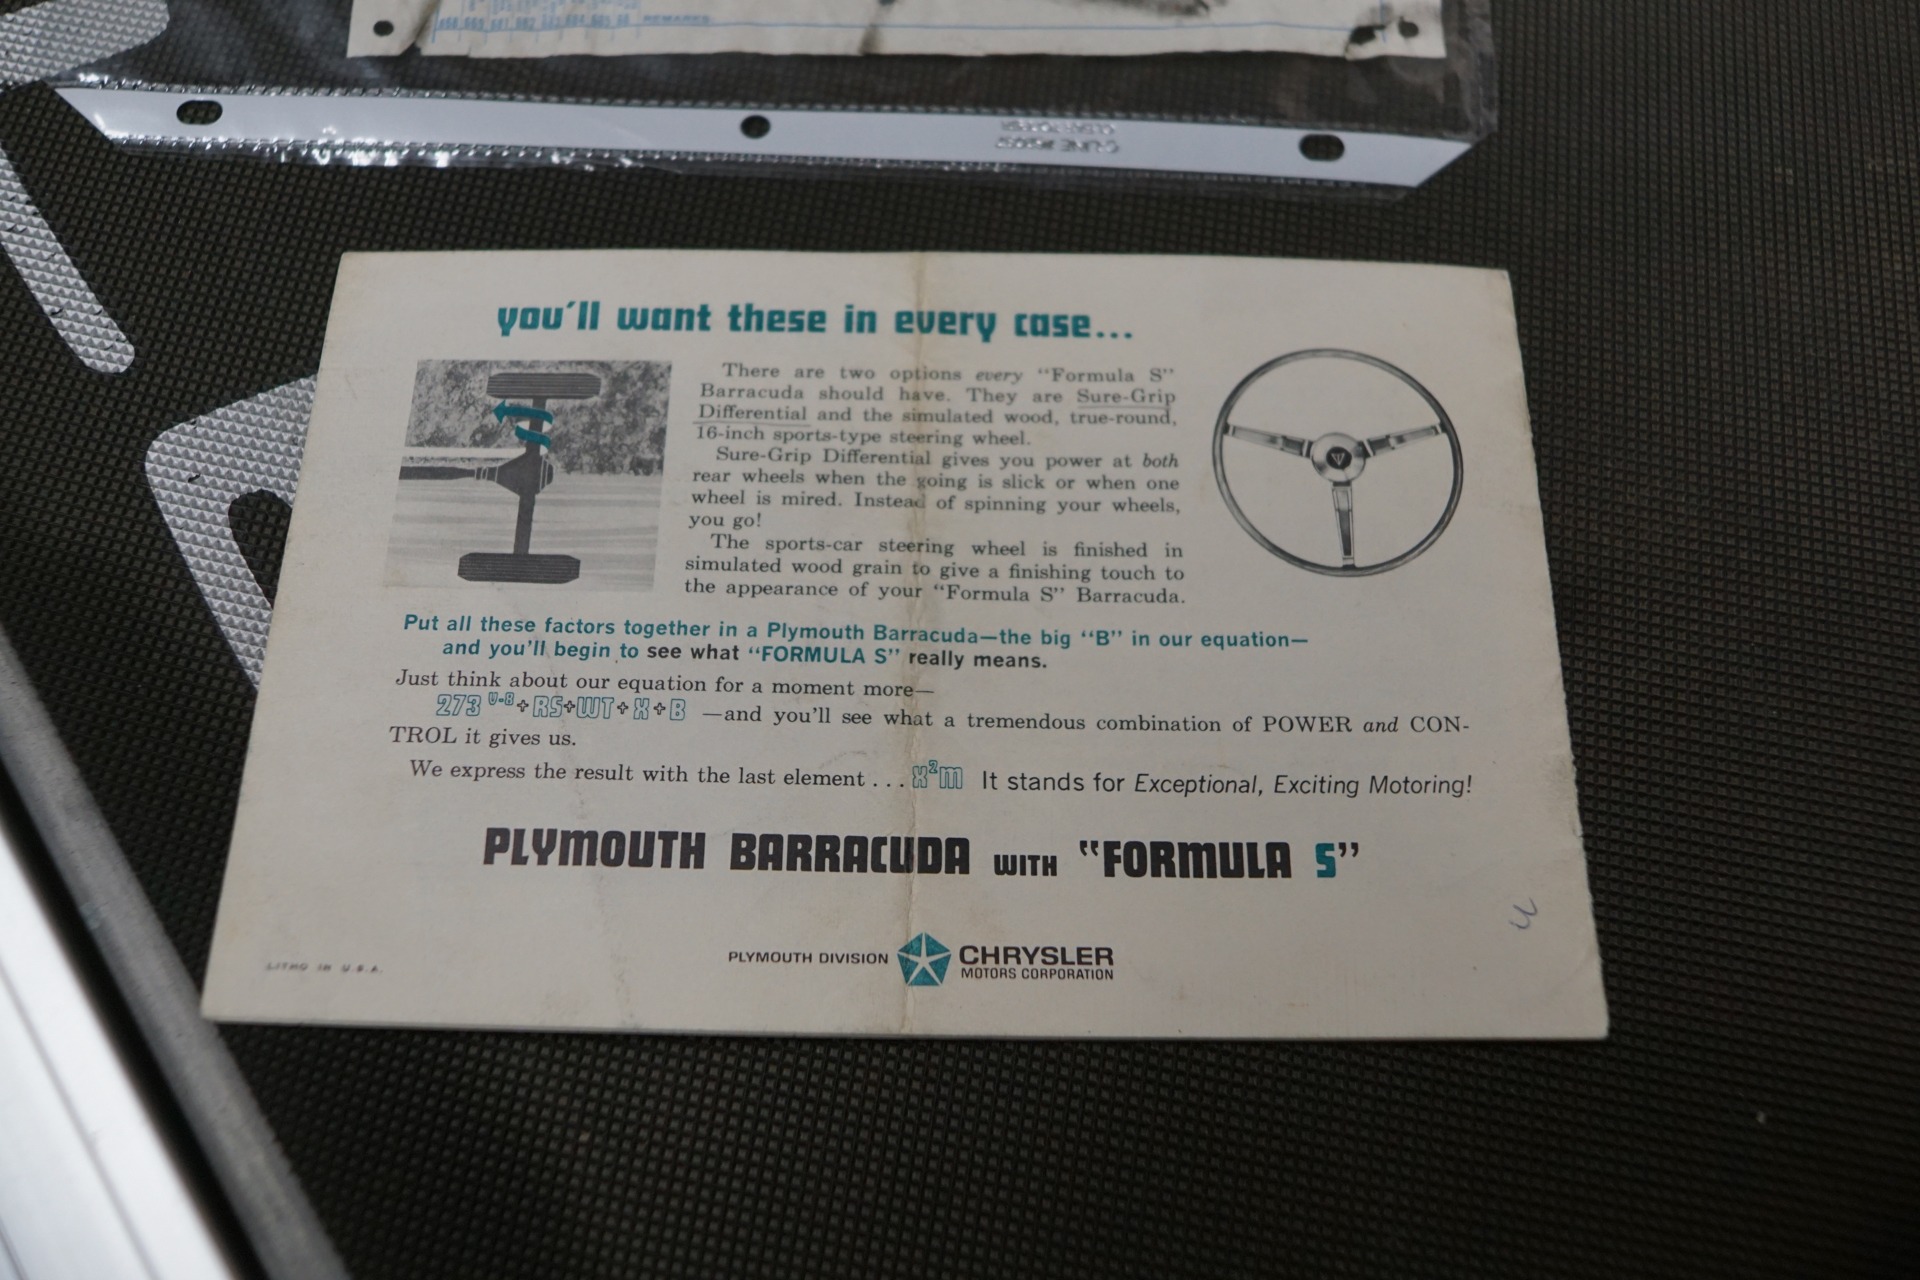 REMARKS
you'll want these in every case...
There are two options every "Formula S"
Barracuda should have. They are Sure-Grip
Differential and the simulated wood, true-round,
16-inch sports-type steering wheel.
Sure-Grip Differential gives you power at both
rear wheels when the going is slick or when one
wheel is mired. Instead of spinning your wheels,
you go!
The sports-car steering wheel is finished in
simulated wood grain to give a finishing touch to
the appearance of your "Formula S" Barracuda.
Put all these factors together in a Plymouth Barracuda—the big "B" in our equation—
and you'll begin to see what "FORMULA S" really means.
Just think about our equation for a moment more—
273 V-8+RS+WT+X+B —and you'll see what a tremendous combination of POWER and CON-
TROL it gives us.
We express the result with the last element . . . X²M It stands for Exceptional, Exciting Motoring!
PLYMOUTH BARRACUDA WITH "FORMULA S"
PLYMOUTH DIVISION CHRYSLER
MOTORS CORPORATION
LITHO IN U.S.A.